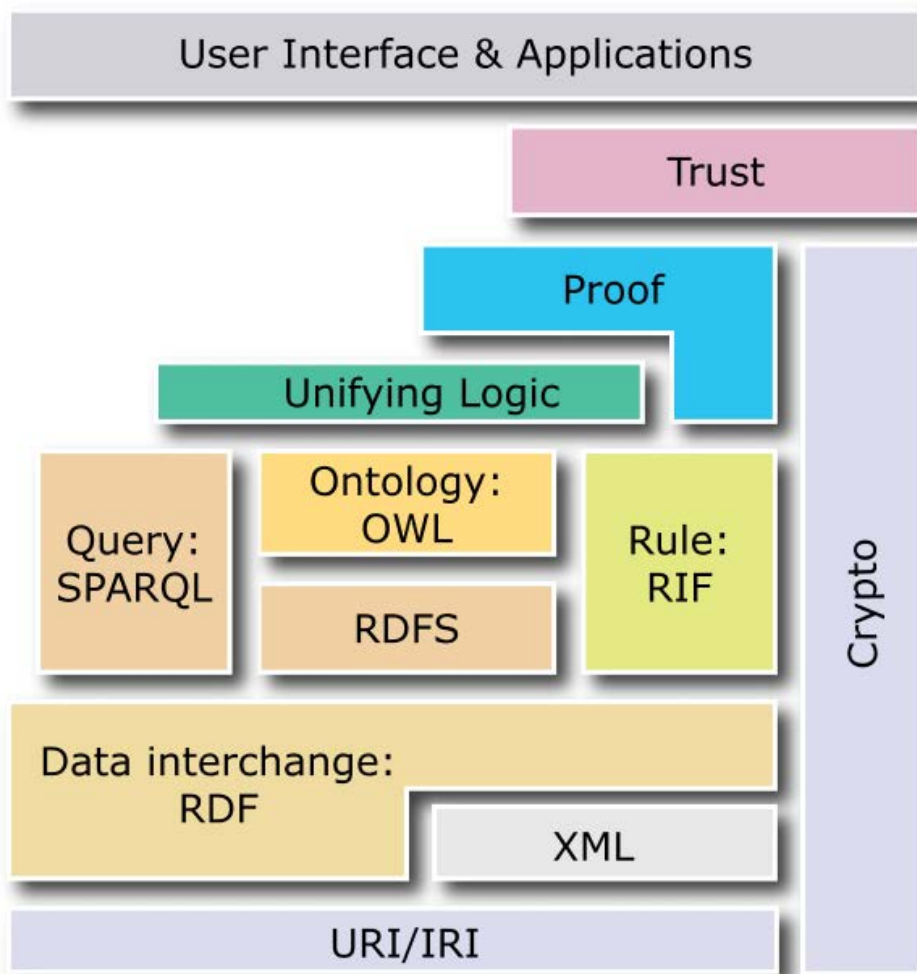 User Interface & Applications
Trust
Proof
Unifying Logic
Query:
SPARQL
Ontology:
OWL
RDFS
Rule:
RIF
Crypto
Data interchange:
RDF
XML
URI/IRI